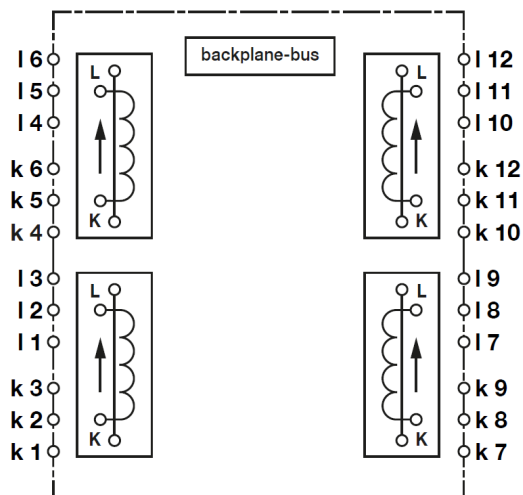 backplane-bus
l 6
l 5
l 4
k 6
k 5
k 4
l 3
l 2
l 1
k 3
k 2
k 1
L
K
L
K
L
K
L
K
l 12
l 11
l 10
k 12
k 11
k 10
l 9
l 8
l 7
k 9
k 8
k 7